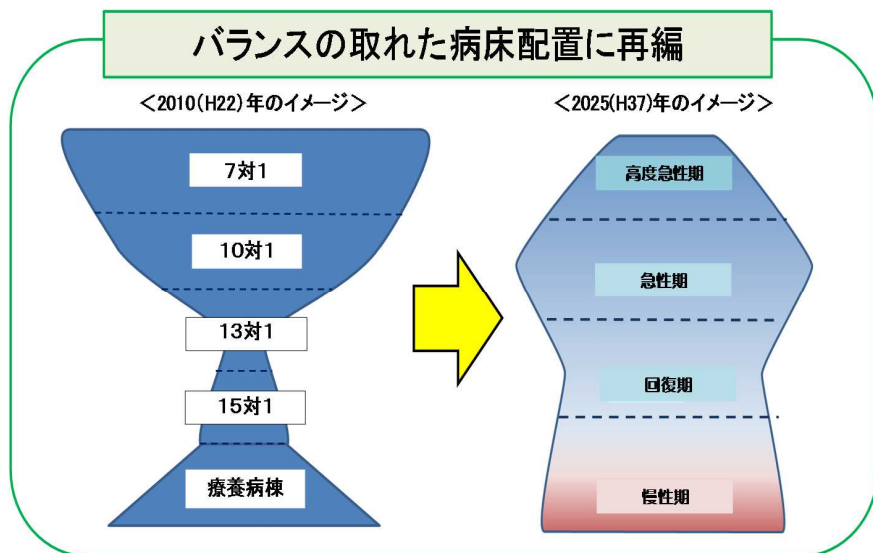 バランスの取れた病床配置に再編
＜2010(H22)年のイメージ＞
7対1
10対1
13対1
15対1
療養病棟
＜2025(H37)年のイメージ＞
高度急性期
急性期
回復期
慢性期